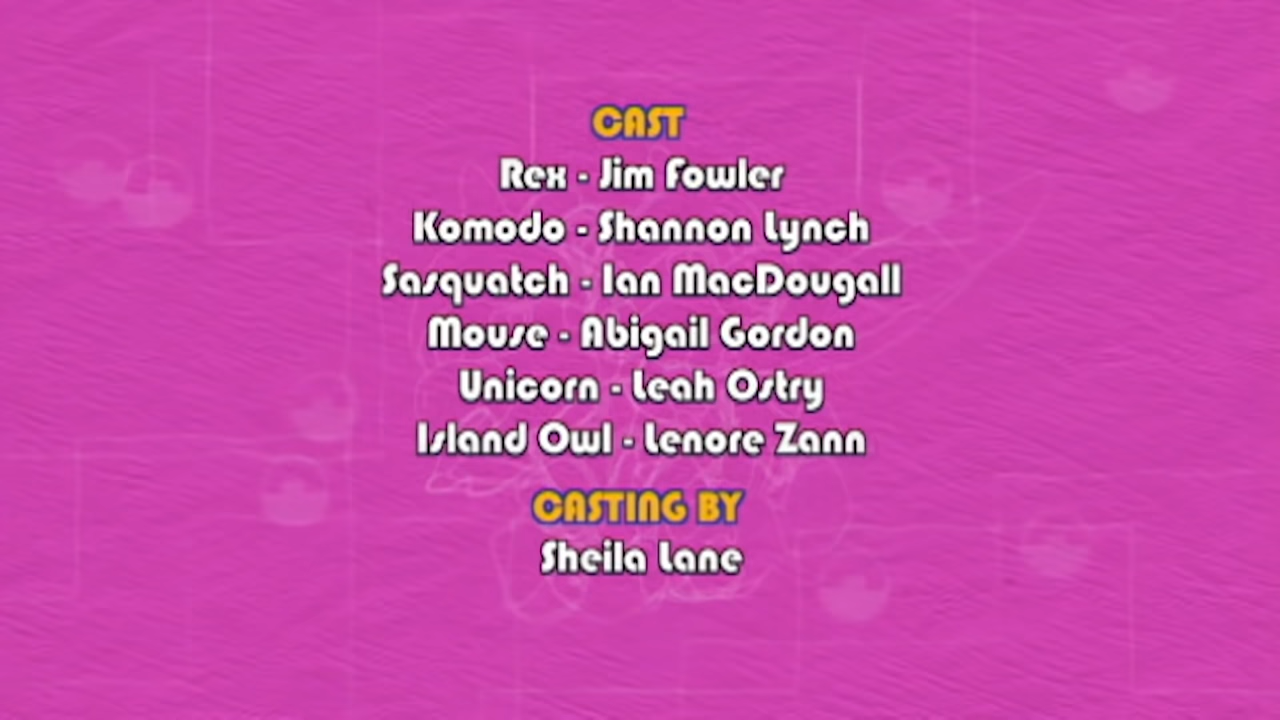 CAST
Rex - Jim Fowler
Komodo - Shannon Lynch
Sasquatch - Ian MacDougall
Mouse - Abigail Gordon
Unicorn - Leah Ostry
Island Owl - Lenore Zann
CASTING BY
Sheila Lane